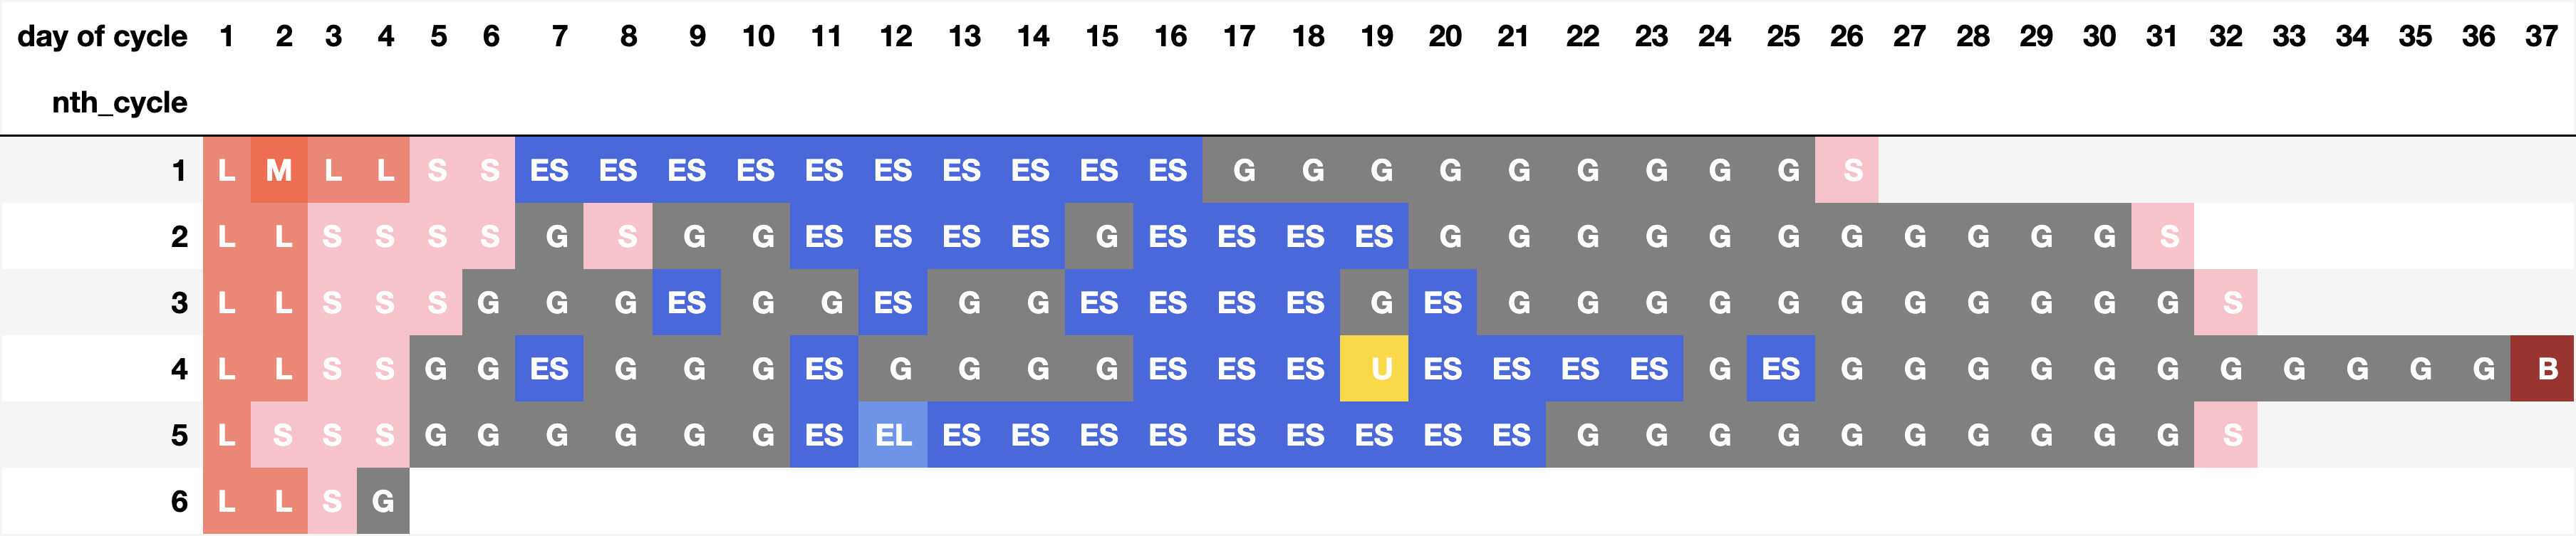 day of cycle 1 2 3 4 5 6 7 8 9 10 11 12 13 14 15 16 17 18 19 20 21 22 23 24 25 26 27 28 29 30 31 32 33 34 35 36 37
nth_cycle
1 L M L L S S ES ES ES ES ES ES ES ES ES ES G G G G G G G G G S
2 L L S S S S G S G G ES ES ES ES G ES ES ES ES G G G G G G G G G G G S
3 L L S S S G G G ES G G ES G G ES ES ES ES G ES G G G G G G G G G G G S
4 L L S S G G ES G G G ES G G G G ES ES ES U ES ES ES ES G ES G G G G G G G G G G G B
5 L S S S G G G G G G ES EL ES ES ES ES ES ES ES ES ES G G G G G G G G G G S
6 L L S G